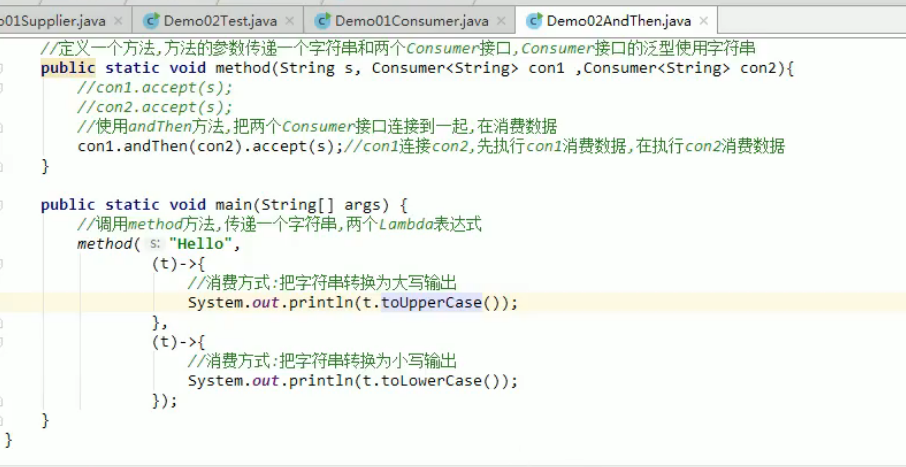 o01Supplier.java × Demo02Test.java × Demo01Consumer.java × Demo02AndThen.java ×
//定义一个方法,方法的参数传递一个字符串和两个Consumer接口,Consumer接口的泛型使用字符串
public static void method(String s, Consumer<String> con1 ,Consumer<String> con2){
//con1.accept(s);
//con2.accept(s);
//使用andThen方法,把两个Consumer接口连接到一起,在消费数据
con1.andThen(con2).accept(s);//con1连接con2,先执行con1消费数据,在执行con2消费数据
}
public static void main(String[] args) {
//调用method方法,传递一个字符串,两个Lambda表达式
method( s: "Hello",
(t)->{
//消费方式:把字符串转换为大写输出
System.out.println(t.toUpperCase());
},
(t)->{
//消费方式:把字符串转换为小写输出
System.out.println(t.toLowerCase());
});
}
}